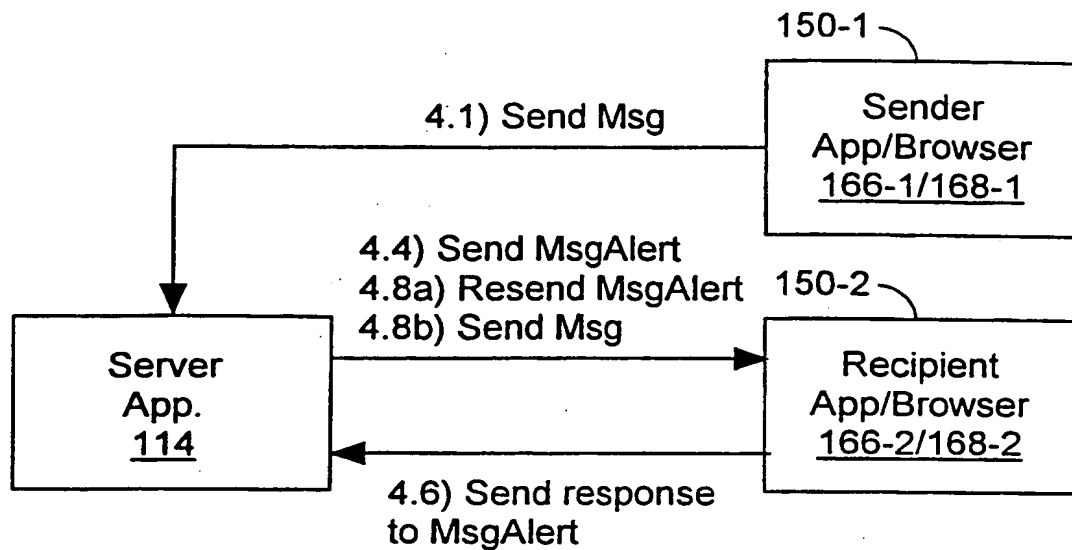 150-1
Sender
App/Browser
166-1/168-1
4.1) Send Msg
4.4) Send MsgAlert
4.8a) Resend MsgAlert
4.8b) Send Msg
150-2
Server
App.
114
Recipient
App/Browser
166-2/168-2
4.6) Send response
to MsgAlert